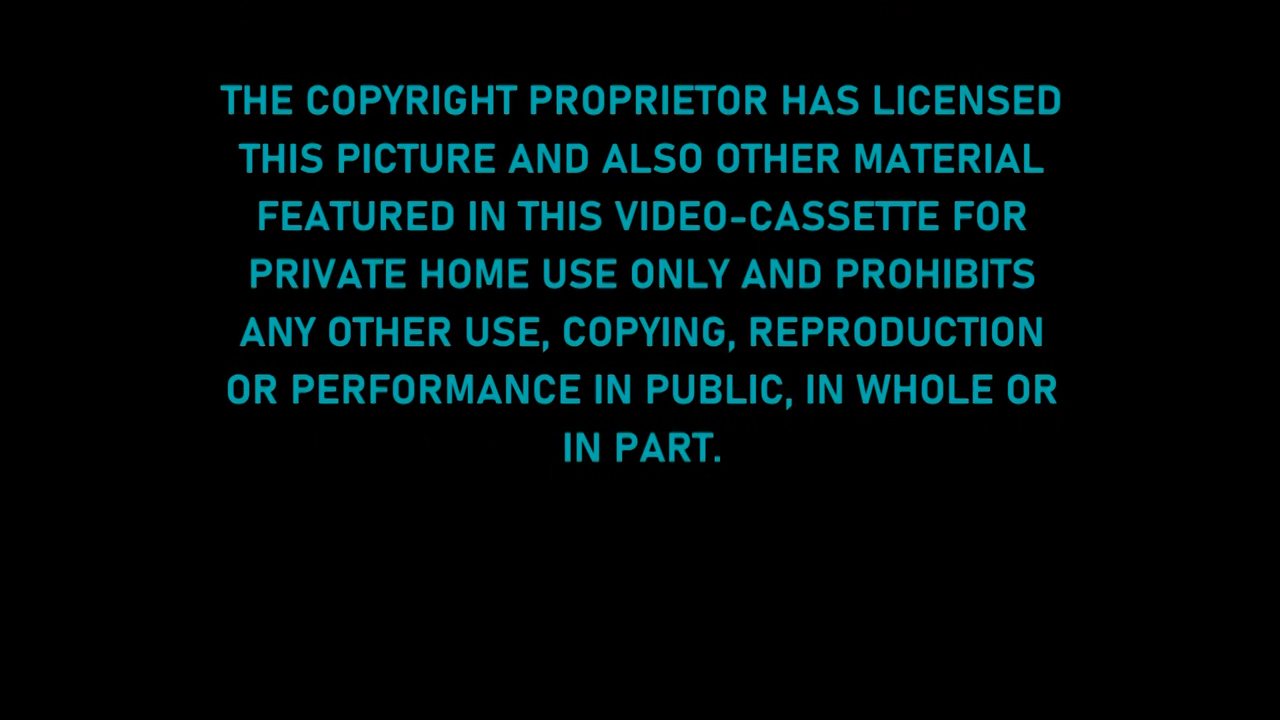 THE COPYRIGHT PROPRIETOR HAS LICENSED
THIS PICTURE AND ALSO OTHER MATERIAL
FEATURED IN THIS VIDEO-CASSETTE FOR
PRIVATE HOME USE ONLY AND PROHIBITS
ANY OTHER USE, COPYING, REPRODUCTION
OR PERFORMANCE IN PUBLIC, IN WHOLE OR
IN PART.